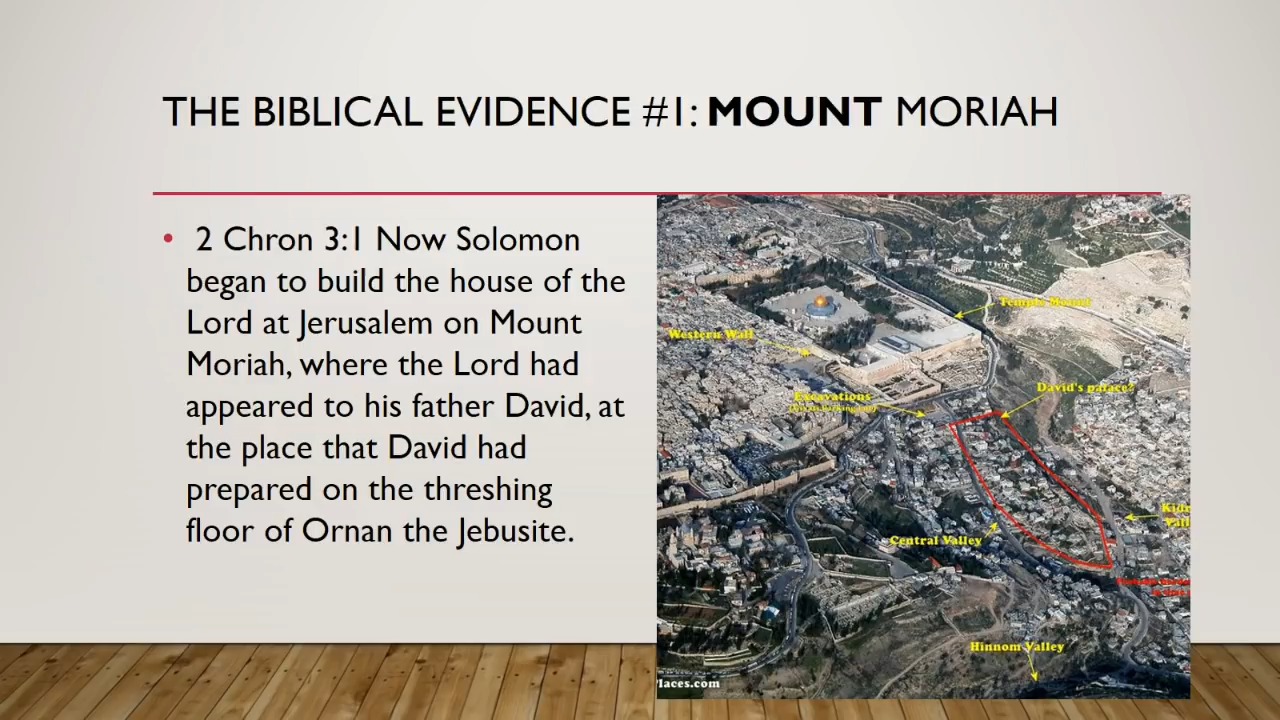 THE BIBLICAL EVIDENCE #1: MOUNT MORIAH
• 2 Chron 3:1 Now Solomon
began to build the house of the
Lord at Jerusalem on Mount
Moriah, where the Lord had
appeared to his father David, at
the place that David had
prepared on the threshing
floor of Ornan the Jebusite.
Temple Mount
Western Wall
David's palace?
Excavations
Central Valley
Hinnom Valley
laces.com